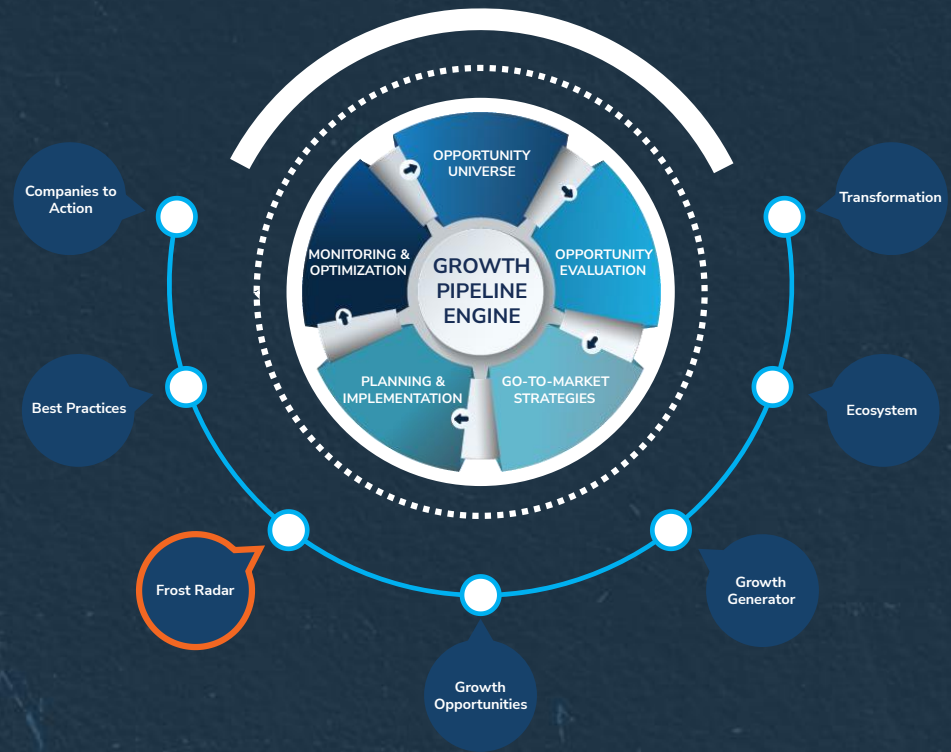 OPPORTUNITY
UNIVERSE
OPPORTUNITY
EVALUATION
GO-TO-MARKET
STRATEGIES
PLANNING &
IMPLEMENTATION
MONITORING &
OPTIMIZATION
GROWTH
PIPELINE
ENGINE
Companies to
Action
Best Practices
Frost Radar
Growth
Opportunities
Growth
Generator
Ecosystem
Transformation